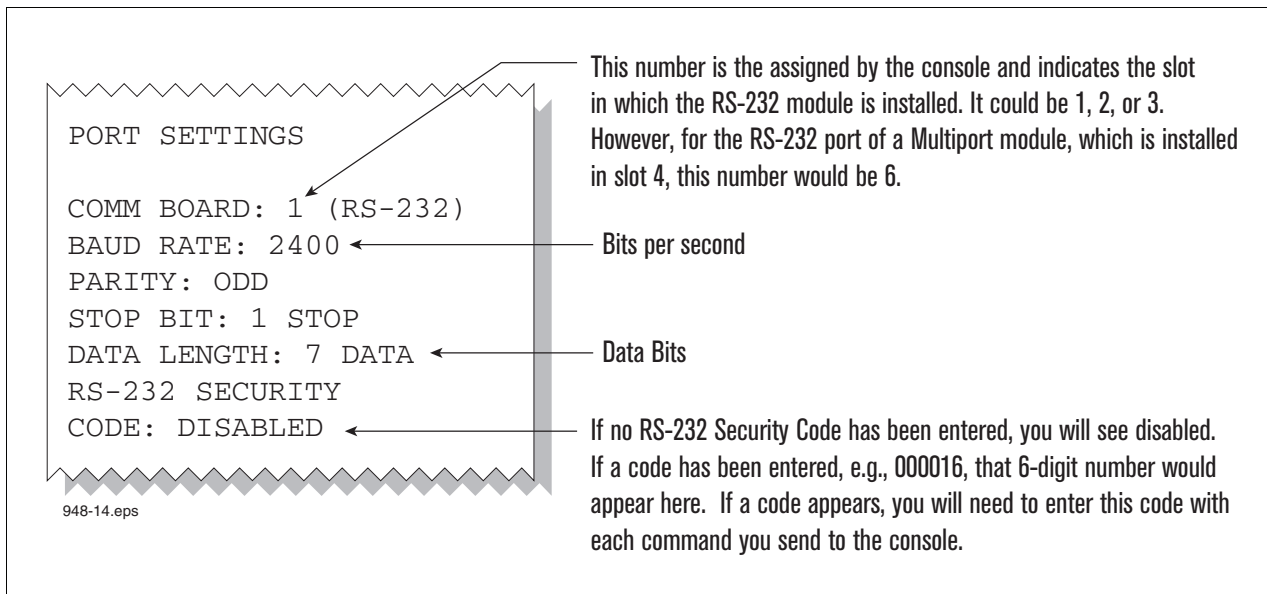 PORT SETTINGS
COMM BOARD: 1 (RS-232)
BAUD RATE: 2400
PARITY: ODD
STOP BIT: 1 STOP
DATA LENGTH: 7 DATA
RS-232 SECURITY
CODE: DISABLED
948-14.eps
This number is the assigned by the console and indicates the slot
in which the RS-232 module is installed. It could be 1, 2, or 3.
However, for the RS-232 port of a Multiport module, which is installed
in slot 4, this number would be 6.
Bits per second
Data Bits
If no RS-232 Security Code has been entered, you will see disabled.
If a code has been entered, e.g., 000016, that 6-digit number would
appear here. If a code appears, you will need to enter this code with
each command you send to the console.